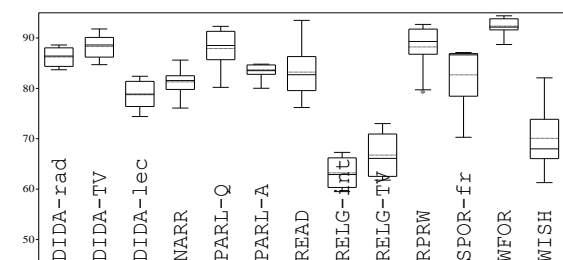 90
80
70
60
50
DIDA-rad
DIDA-TV
DIDA-lec
NARR
PARL-Q
PARL-A
READ
RELG-int
RELG-TV
RPRW
SPOR-fr
WFOR
WISH